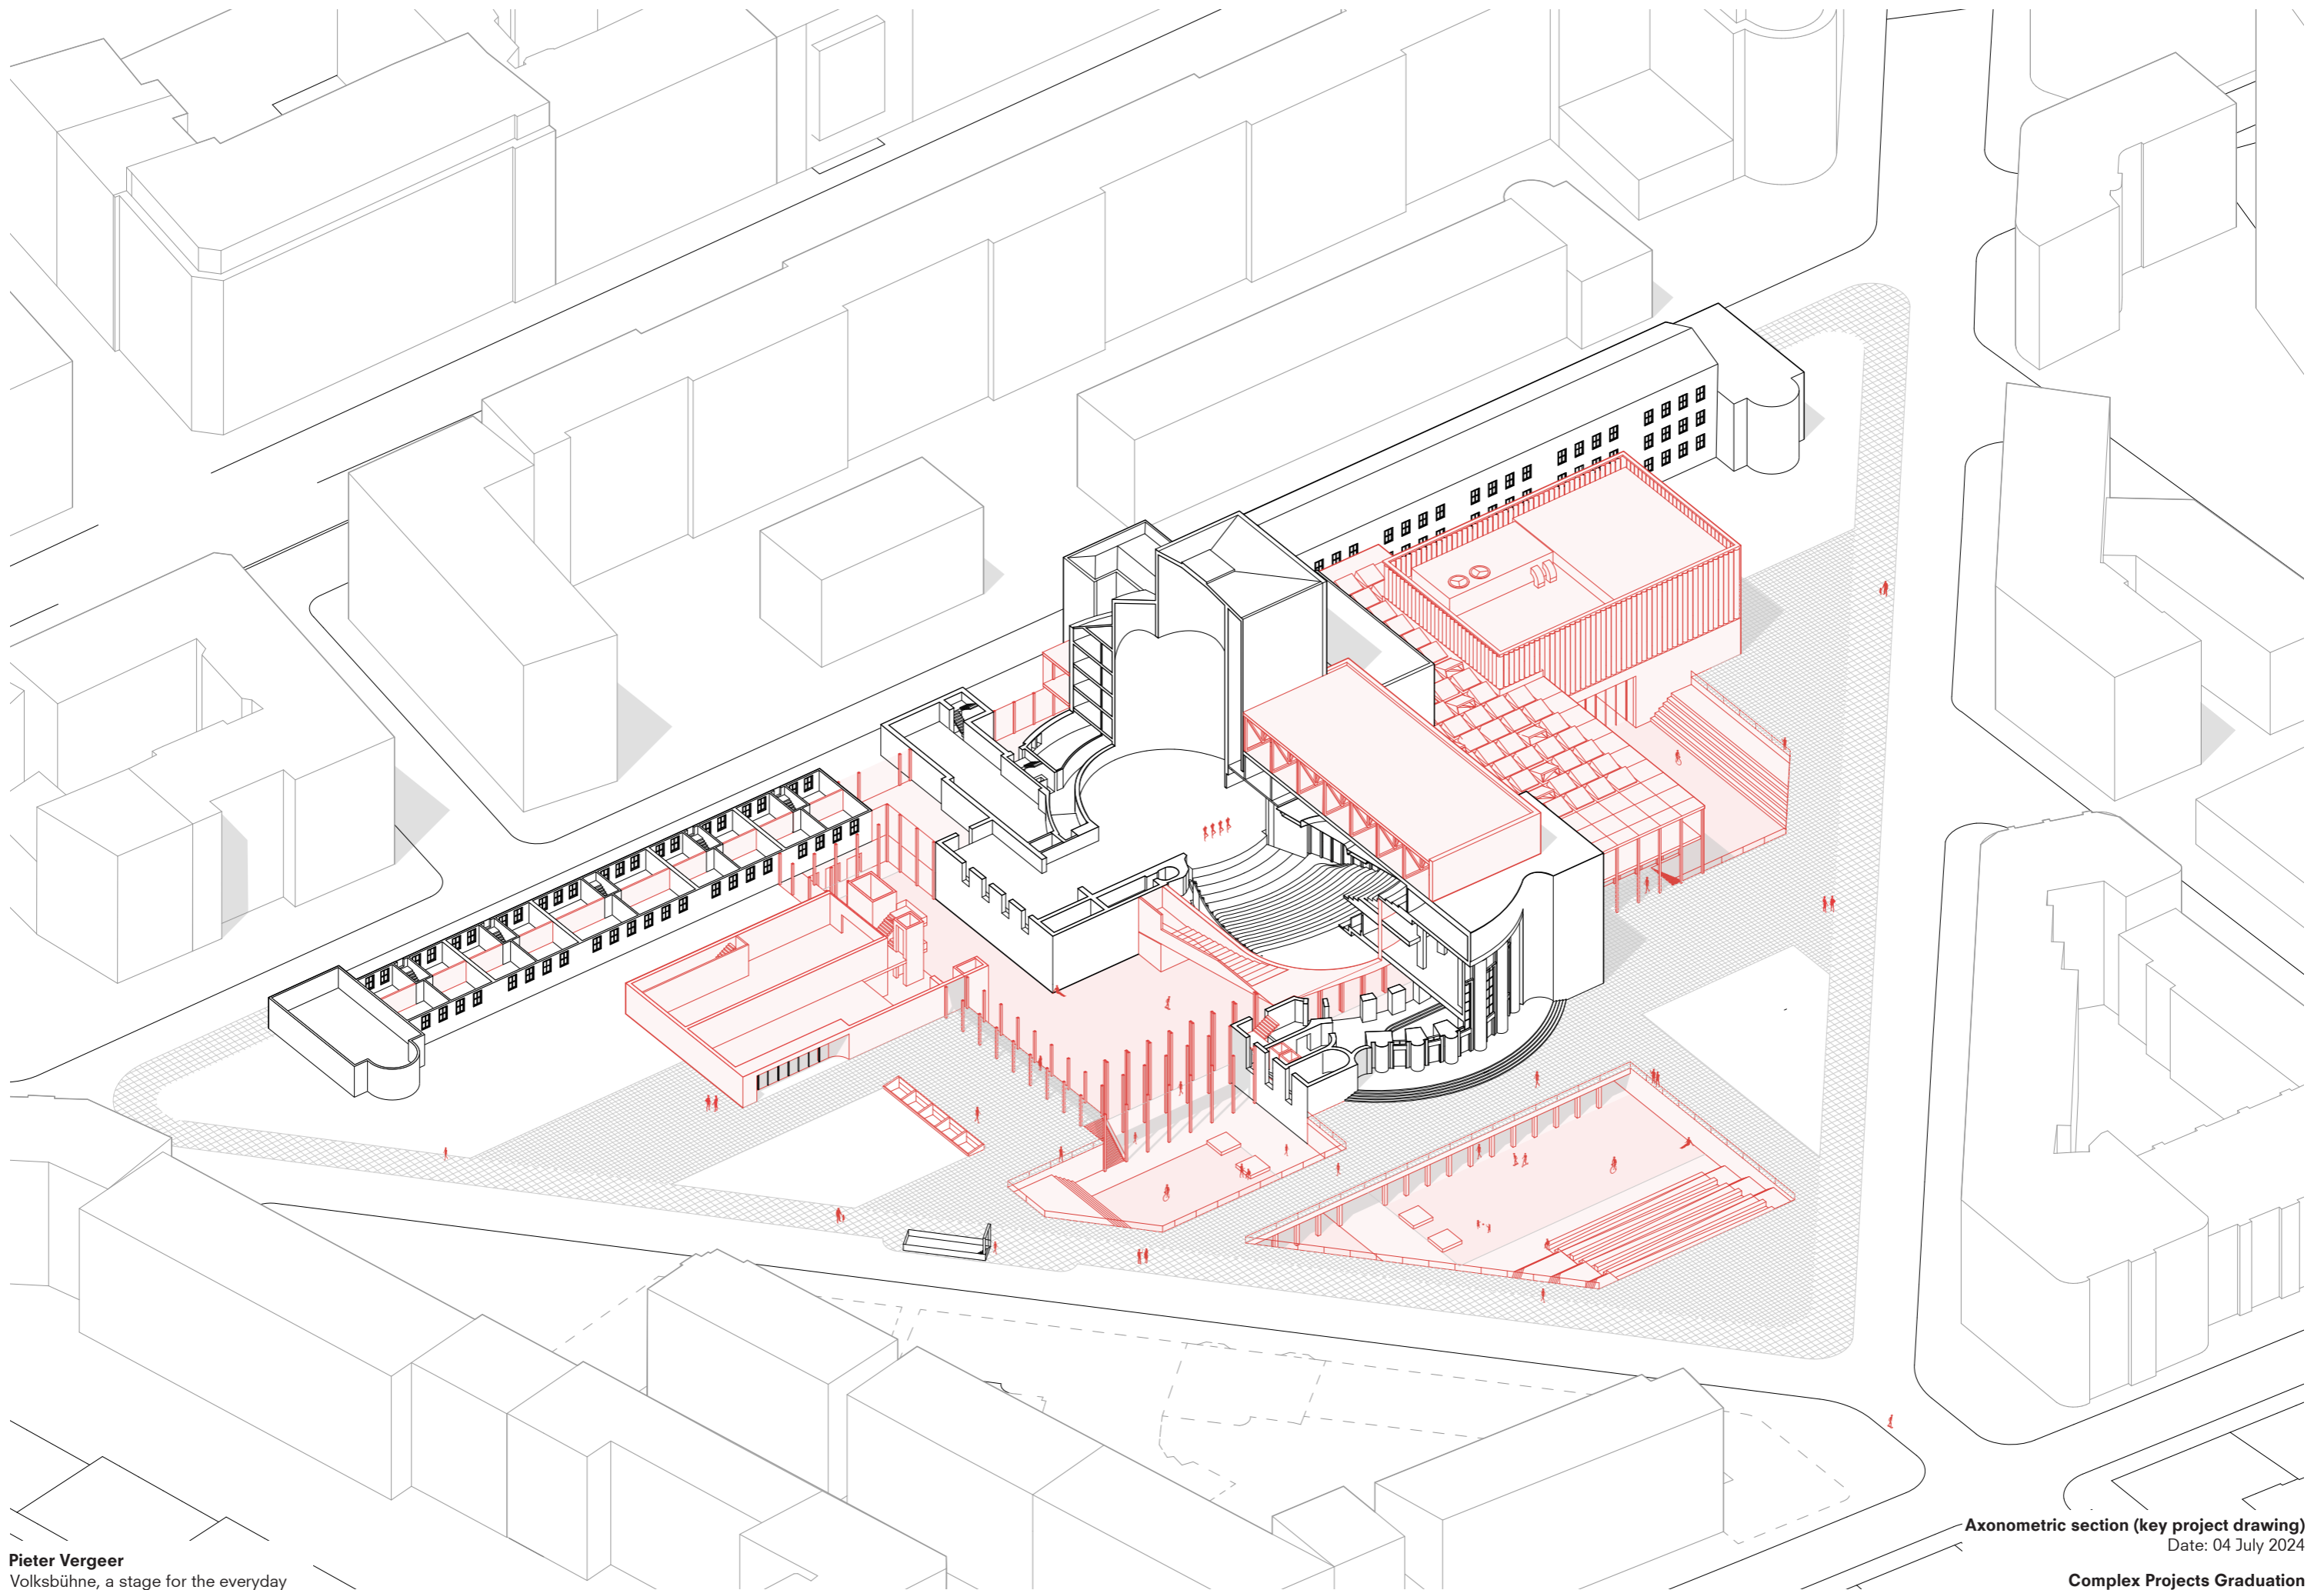 Axonometric section (key project drawing)
Date: 04 July 2024
Pieter Vergeer
Volksbühne, a stage for the everyday
Complex Projects Graduation